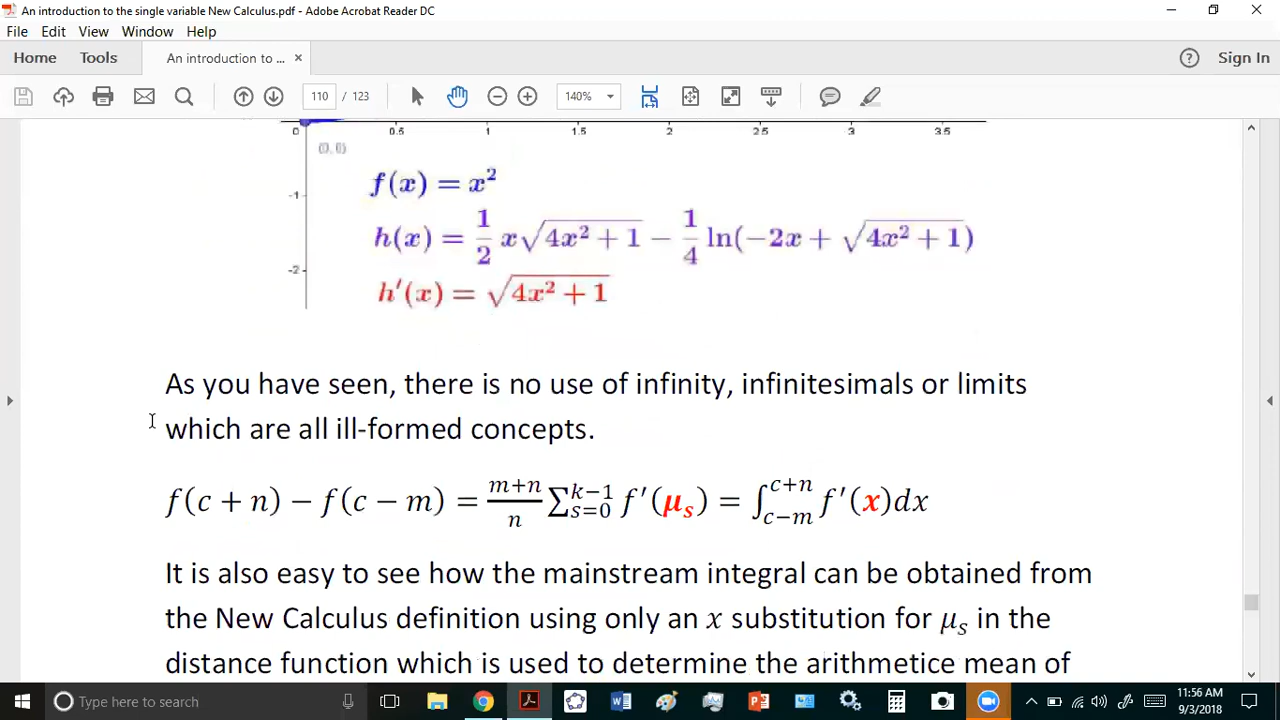 An introduction to the single variable New Calculus.pdf - Adobe Acrobat Reader DC
File Edit View Window Help
Home Tools An introduction to ... × Sign In
110 / 123 140%
0 0.5 1 1.5 2 2.5 3 3.5
(0, 0)
f(x) = x²
-1
h(x) = 1/2 x√(4x² + 1) − 1/4 ln(−2x + √(4x² + 1))
-2
h′(x) = √(4x² + 1)
As you have seen, there is no use of infinity, infinitesimals or limits
which are all ill-formed concepts.
f(c + n) − f(c − m) = (m+n)/n ∑_{s=0}^{k−1} f′(μ_s) = ∫_{c−m}^{c+n} f′(x)dx
It is also easy to see how the mainstream integral can be obtained from
the New Calculus definition using only an x substitution for μ_s in the
distance function which is used to determine the arithmetice mean of
Type here to search
11:56 AM
9/3/2018